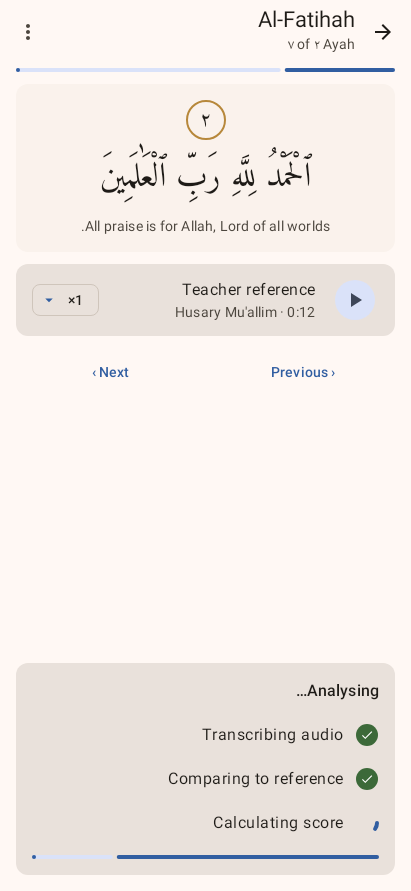 Al-Fatihah
Ayah ٢ of ٧
٢
ٱلْحَمْدُ لِلَّهِ رَبِّ ٱلْعَٰلَمِينَ
All praise is for Allah, Lord of all worlds.
Teacher reference
Husary Mu'allim · 0:12
×1
Previous ›
‹ Next
Analysing…
Transcribing audio
Comparing to reference
Calculating score